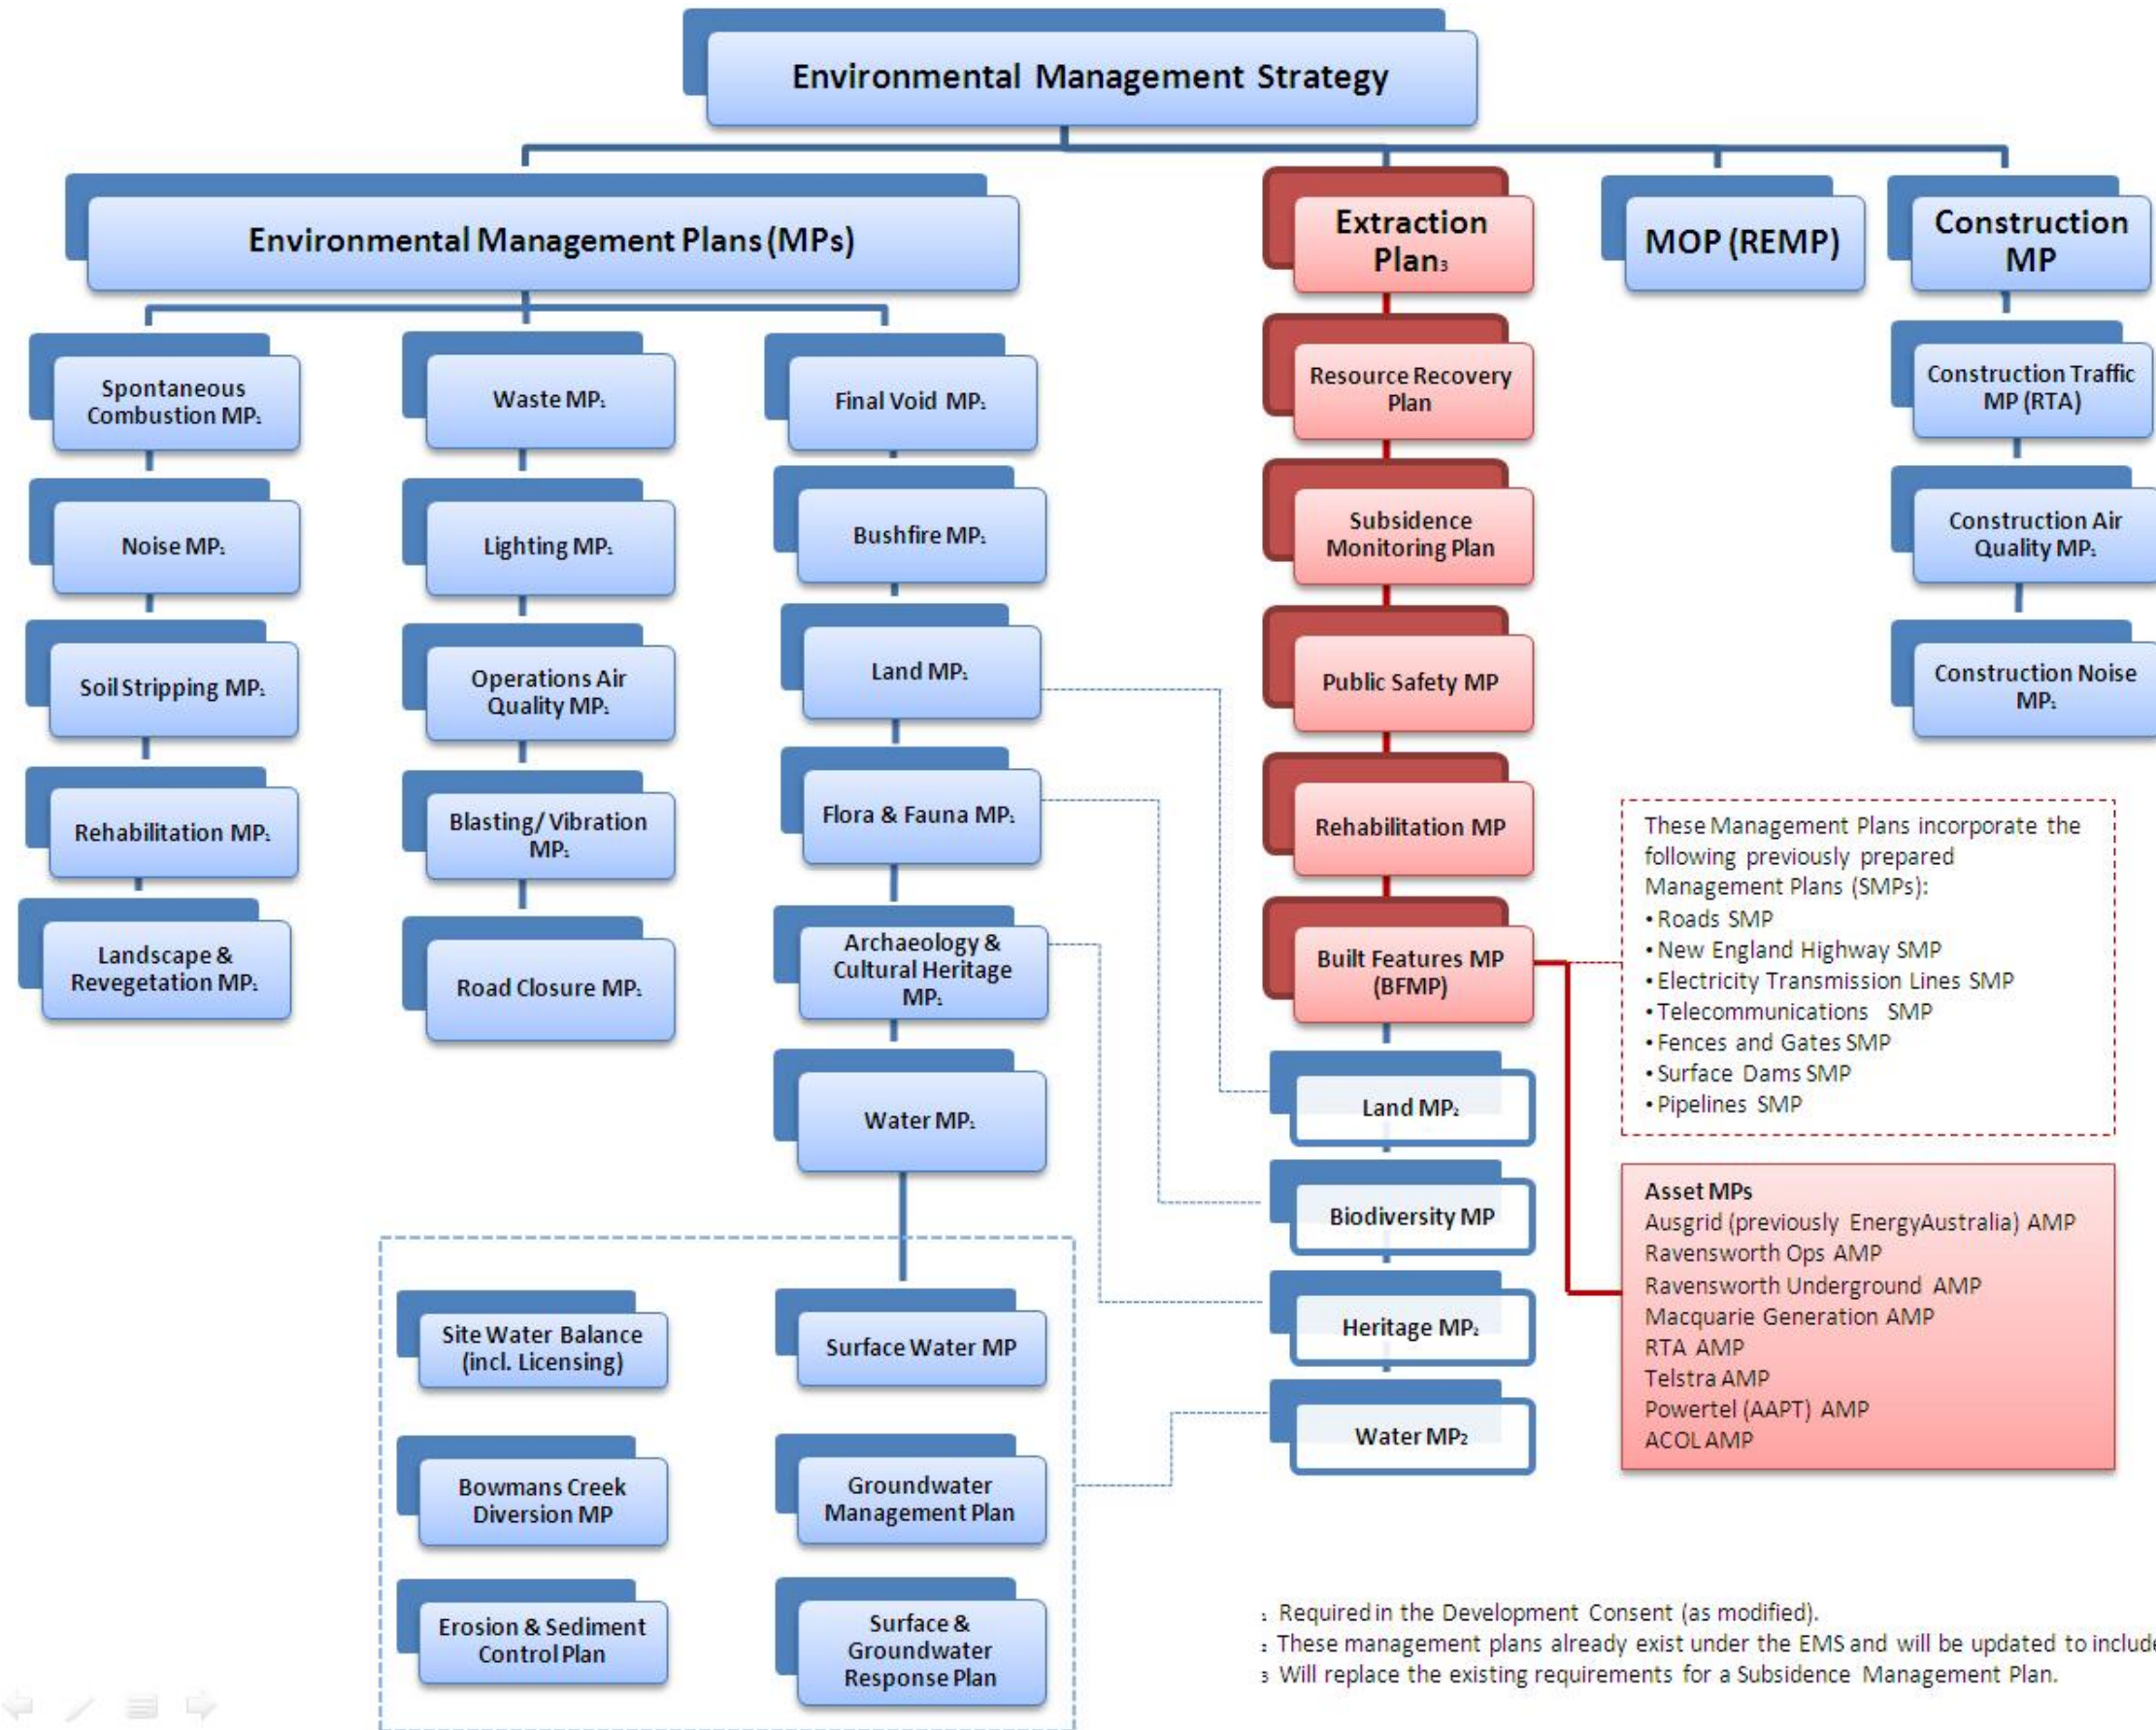 Environmental Management Strategy
Environmental Management Plans (MPs)
Extraction
Plan₃
MOP (REMP)
Construction
MP
Spontaneous
Combustion MP₁
Noise MP₁
Soil Stripping MP₁
Rehabilitation MP₁
Landscape &
Revegetation MP₁
Waste MP₁
Lighting MP₁
Operations Air
Quality MP₁
Blasting/ Vibration
MP₁
Road Closure MP₁
Final Void MP₁
Bushfire MP₁
Land MP₁
Flora & Fauna MP₁
Archaeology &
Cultural Heritage
MP₁
Water MP₁
Site Water Balance
(incl. Licensing)
Bowmans Creek
Diversion MP
Erosion & Sediment
Control Plan
Surface Water MP
Groundwater
Management Plan
Surface &
Groundwater
Response Plan
Resource Recovery
Plan
Subsidence
Monitoring Plan
Public Safety MP
Rehabilitation MP
Built Features MP
(BFMP)
Land MP₂
Biodiversity MP
Heritage MP₂
Water MP₂
Construction Traffic
MP (RTA)
Construction Air
Quality MP₁
Construction Noise
MP₁
These Management Plans incorporate the
following previously prepared
Management Plans (SMPs):
• Roads SMP
• New England Highway SMP
• Electricity Transmission Lines SMP
• Telecommunications SMP
• Fences and Gates SMP
• Surface Dams SMP
• Pipelines SMP
Asset MPs
Ausgrid (previously EnergyAustralia) AMP
Ravensworth Ops AMP
Ravensworth Underground AMP
Macquarie Generation AMP
RTA AMP
Telstra AMP
Powertel (AAPT) AMP
ACOL AMP
₁ Required in the Development Consent (as modified).
₂ These management plans already exist under the EMS and will be updated to include
₃ Will replace the existing requirements for a Subsidence Management Plan.